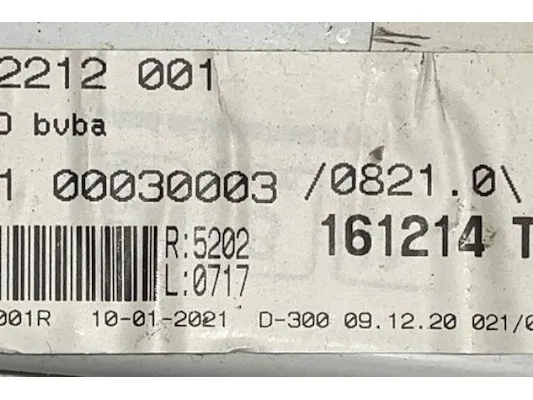 2212 001
O bvba
1 00030003 /0821.0\
161214 T
R:5202
L:0717
001R 10-01-2021 D-300 09.12.20 021/0